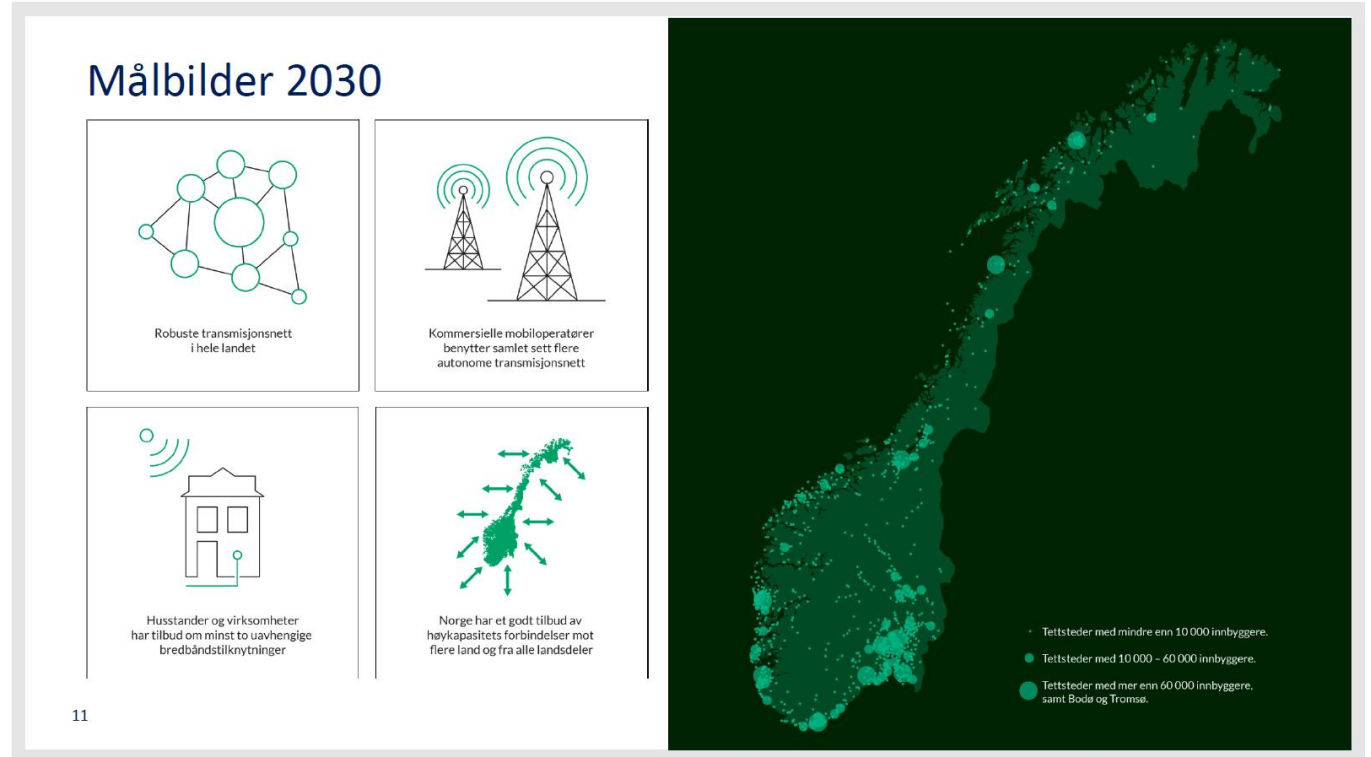 Målbilder 2030
Robuste transmisjonsnett
i hele landet
Kommersielle mobiloperatører
benytter samlet sett flere
autonome transmisjonsnett
Husstander og virksomheter
har tilbud om minst to uavhengige
bredbåndstilknytninger
Norge har et godt tilbud av
høykapasitets forbindelser mot
flere land og fra alle landsdeler
11
Tettsteder med mindre enn 10 000 innbyggere.
Tettsteder med 10 000 – 60 000 innbyggere.
Tettsteder med mer enn 60 000 innbyggere,
samt Bodø og Tromsø.